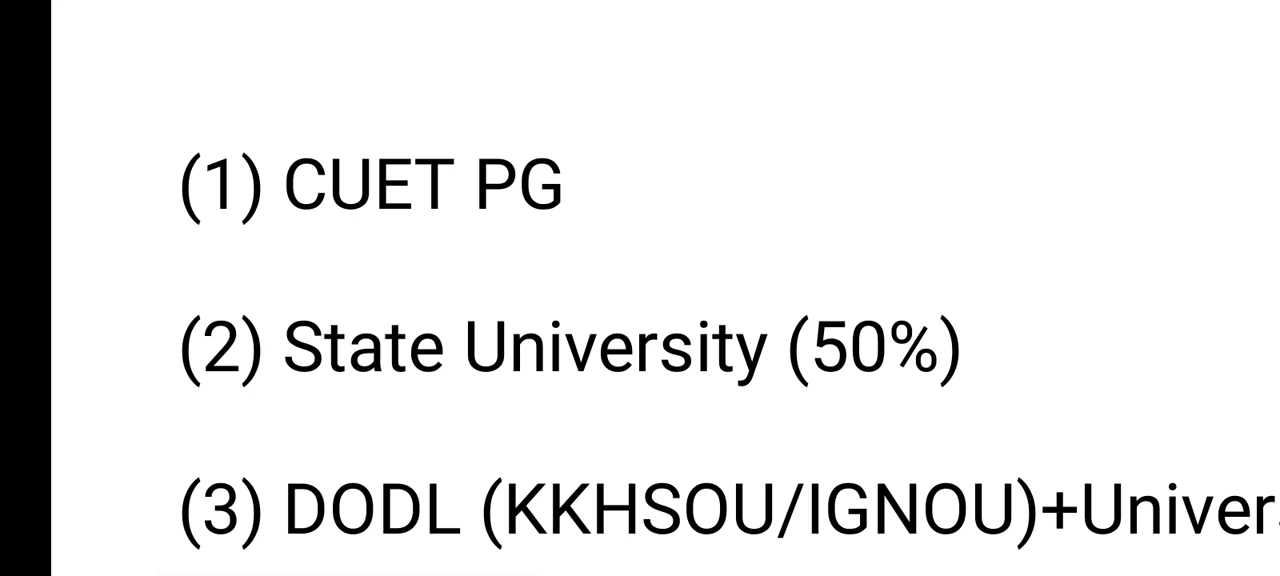 (1) CUET PG
(2) State University (50%)
(3) DODL (KKHSOU/IGNOU)+Univer